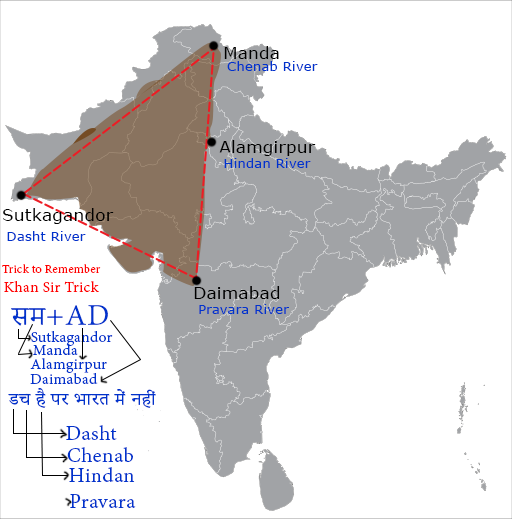 Manda
Chenab River
Alamgirpur
Hindan River
Sutkagandor
Dasht River
Daimabad
Pravara River
Trick to Remember
Khan Sir Trick
सम+AD
Sutkagandor
Manda
Alamgirpur
Daimabad
डच है पर भारत में नहीं
Dasht
Chenab
Hindan
Pravara